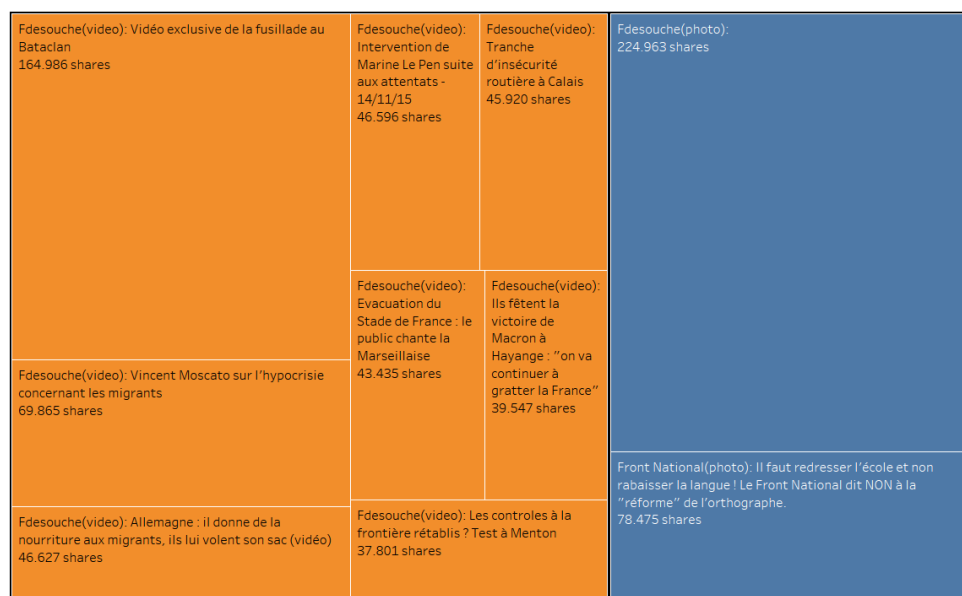 Fdesouche(video): Vidéo exclusive de la fusillade au
Bataclan
164.986 shares
Fdesouche(video): Vincent Moscato sur l'hypocrisie
concernant les migrants
69.865 shares
Fdesouche(video): Allemagne : il donne de la
nourriture aux migrants, ils lui volent son sac (vidéo)
46.627 shares
Fdesouche(video):
Intervention de
Marine Le Pen suite
aux attentats -
14/11/15
46.596 shares
Fdesouche(video):
Tranche
d'insécurité
routière à Calais
45.920 shares
Fdesouche(video):
Evacuation du
Stade de France : le
public chante la
Marseillaise
43.435 shares
Fdesouche(video):
Ils fêtent la
victoire de
Macron à
Hayange : "on va
continuer à
gratter la France"
39.547 shares
Fdesouche(video): Les controles à la
frontière rétablis ? Test à Menton
37.801 shares
Fdesouche(photo):
224.963 shares
Front National(photo): Il faut redresser l'école et non
rabaisser la langue ! Le Front National dit NON à la
"réforme" de l'orthographe.
78.475 shares